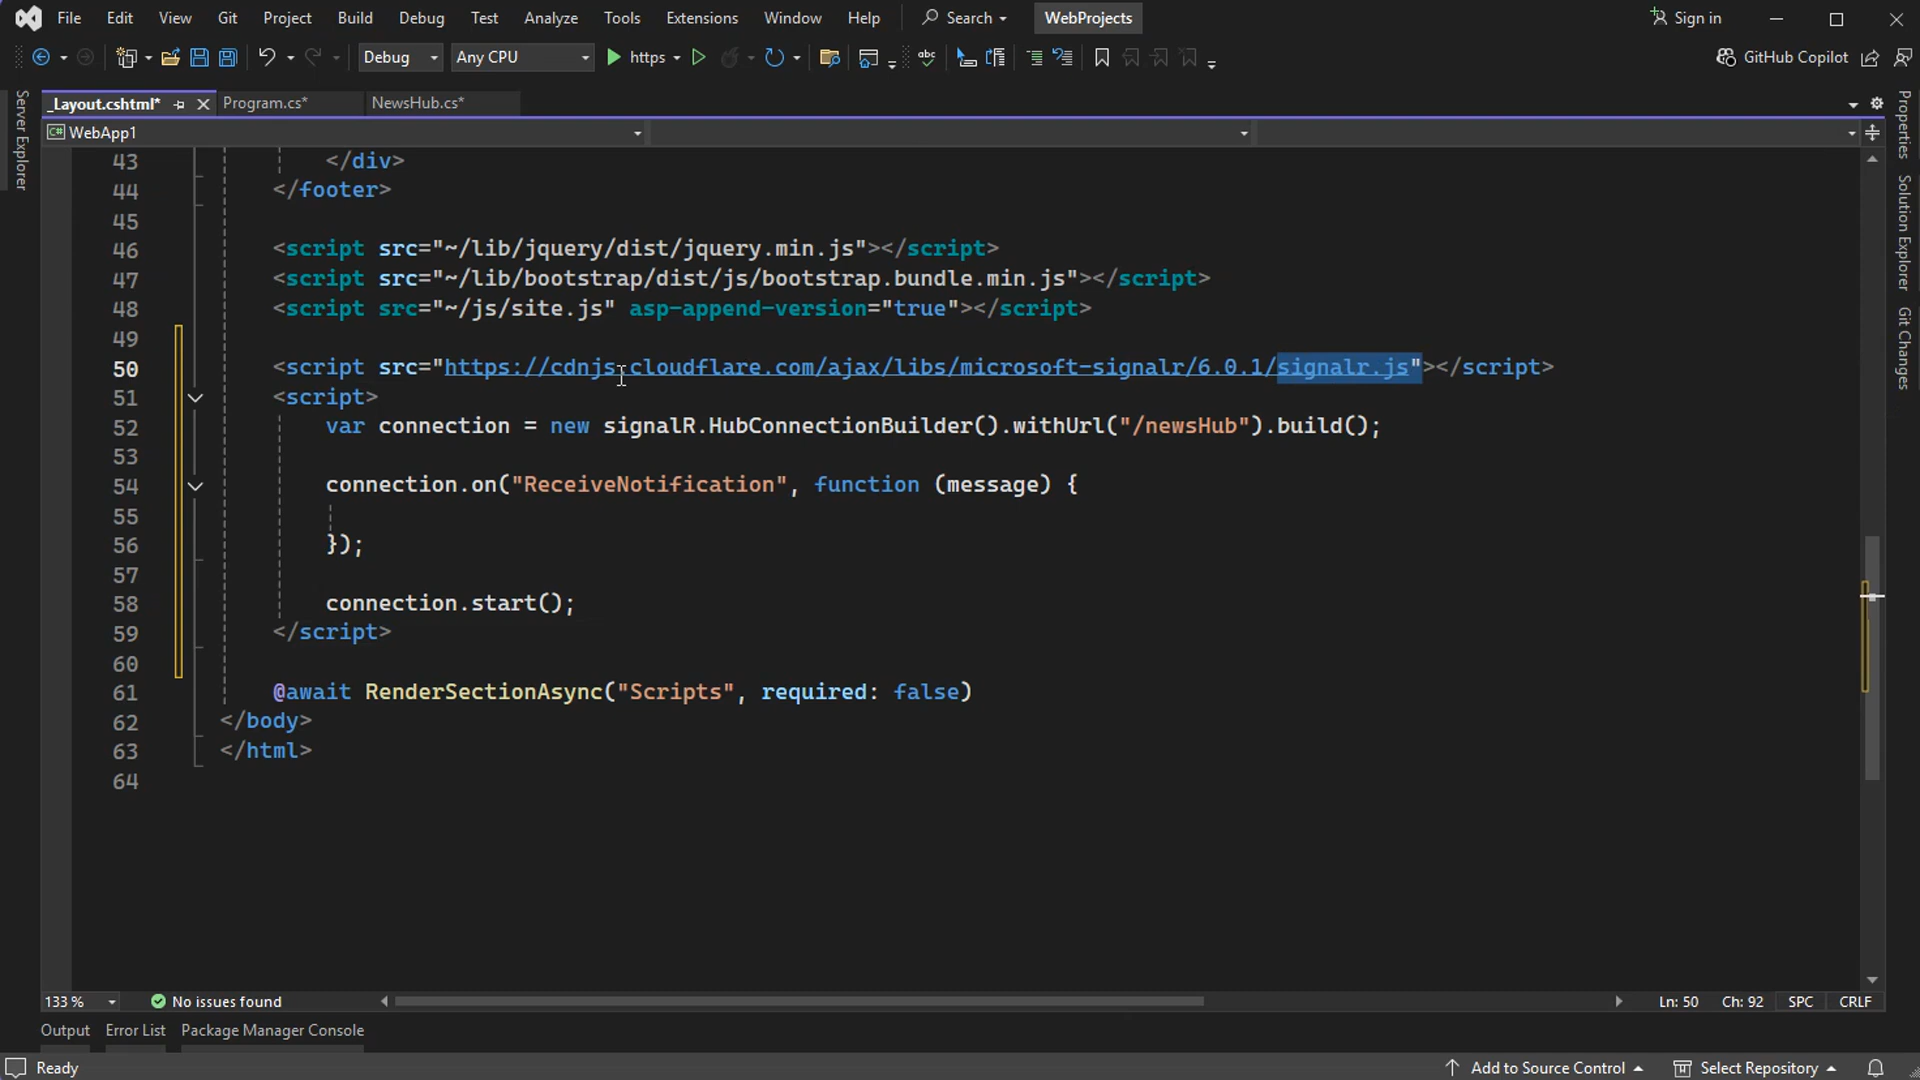 File Edit View Git Project Build Debug Test Analyze Tools Extensions Window Help Search WebProjects Sign in
Debug Any CPU https abc GitHub Copilot
_Layout.cshtml* Program.cs* NewsHub.cs*
C# WebApp1
Server Explorer
Properties
Solution Explorer
Git Changes
43 </div>
44 </footer>
45
46 <script src="~/lib/jquery/dist/jquery.min.js"></script>
47 <script src="~/lib/bootstrap/dist/js/bootstrap.bundle.min.js"></script>
48 <script src="~/js/site.js" asp-append-version="true"></script>
49
50 <script src="https://cdnjs.cloudflare.com/ajax/libs/microsoft-signalr/6.0.1/signalr.js"></script>
51 <script>
52 var connection = new signalR.HubConnectionBuilder().withUrl("/newsHub").build();
53
54 connection.on("ReceiveNotification", function (message) {
55
56 });
57
58 connection.start();
59 </script>
60
61 @await RenderSectionAsync("Scripts", required: false)
62 </body>
63 </html>
64
133 % No issues found Ln: 50 Ch: 92 SPC CRLF
Output Error List Package Manager Console
Ready Add to Source Control Select Repository